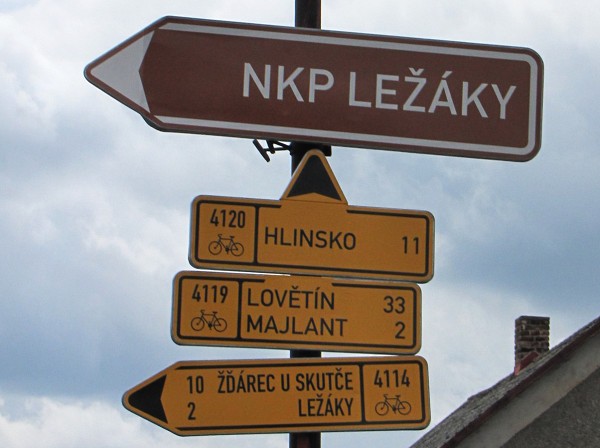 NKP LEŽÁKY
4120 HLINSKO 11
4119 LOVĚTÍN 33
MAJLANT 2
10 ŽĎÁREC U SKUTČE 4114
2 LEŽÁKY